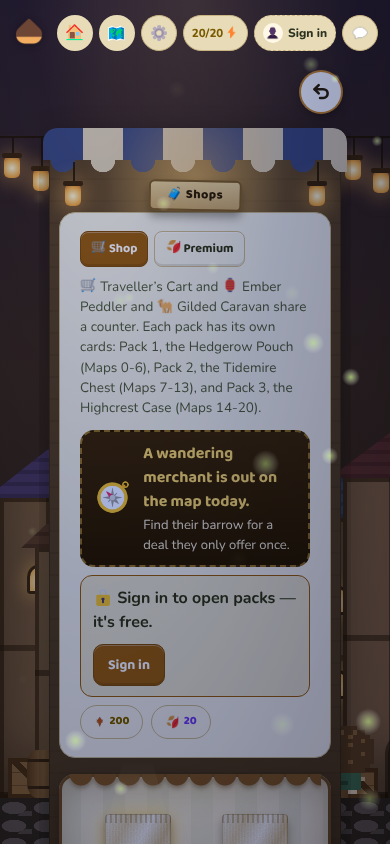 20/20
Sign in
Shops
Shop
Premium
Traveller's Cart and Ember
Peddler and Gilded Caravan share
a counter. Each pack has its own
cards: Pack 1, the Hedgerow Pouch
(Maps 0-6), Pack 2, the Tidemire
Chest (Maps 7-13), and Pack 3, the
Highcrest Case (Maps 14-20).
A wandering
merchant is out on
the map today.
Find their barrow for a
deal they only offer once.
Sign in to open packs —
it's free.
Sign in
200
20